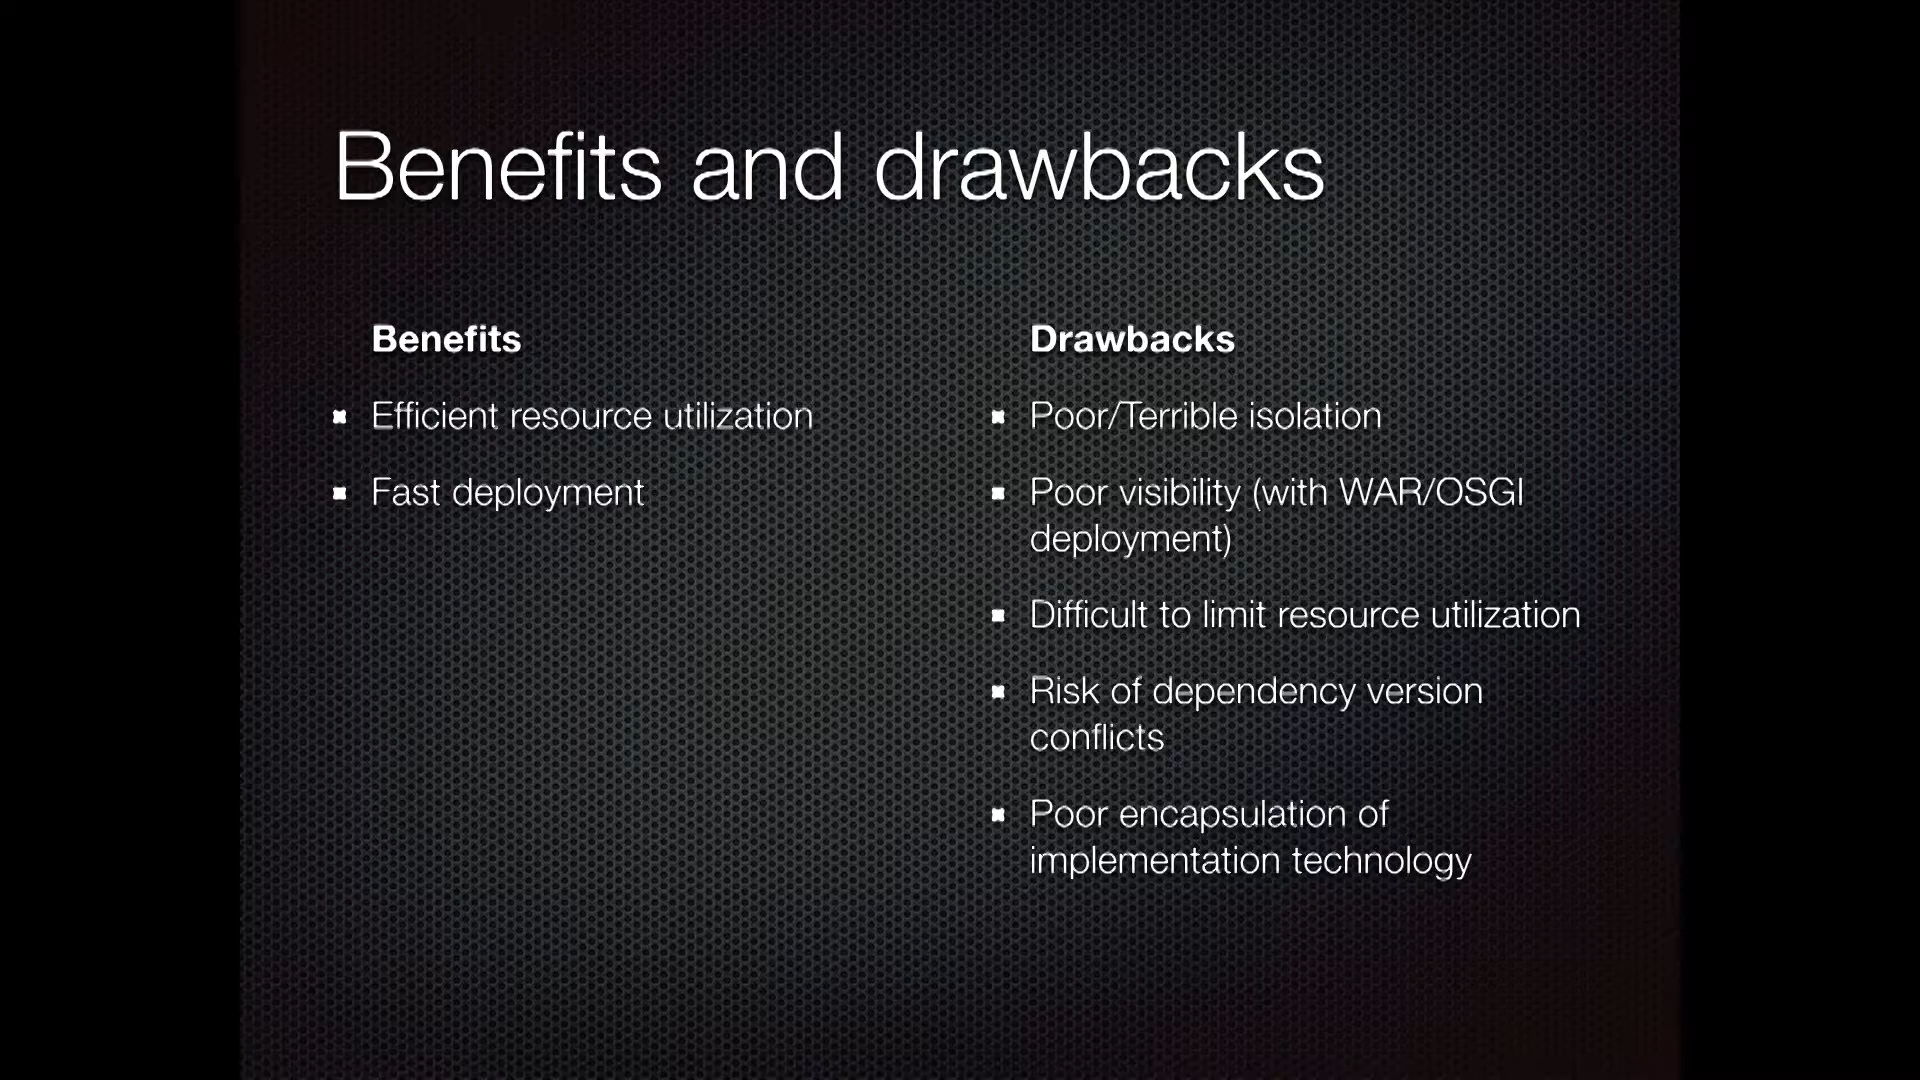 Benefits and drawbacks
Benefits
Efficient resource utilization
Fast deployment
Drawbacks
Poor/Terrible isolation
Poor visibility (with WAR/OSGI
deployment)
Difficult to limit resource utilization
Risk of dependency version
conflicts
Poor encapsulation of
implementation technology